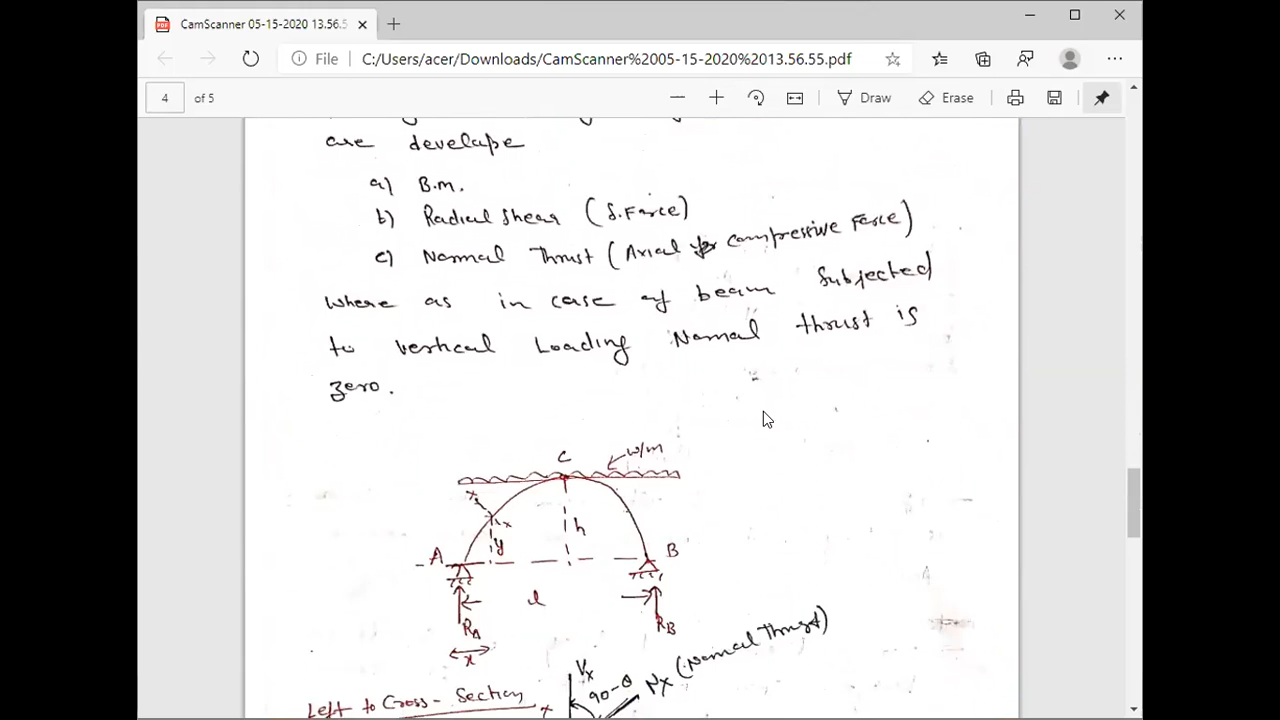 CamScanner 05-15-2020 13.56.5
File C:/Users/acer/Downloads/CamScanner%2005-15-2020%2013.56.55.pdf
4 of 5
Draw
Erase
are develape
a) B.m.
b) Radial shear (S.Force)
c) Normal Thrust (Axial compressive Force)
Where as in case of beam Subjected
to vertical Loading Normal thrust is
zero.
C
w/m
x
x
h
y
A
B
l
RA
RB
x
Vx
90-θ
Nx (Normal Thrust)
Left to Cross-Section
x